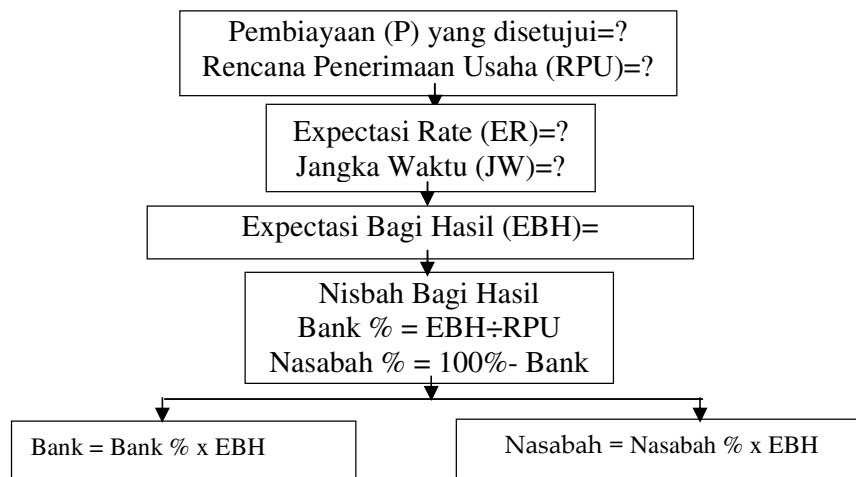 Pembiayaan (P) yang disetujui=?
Rencana Penerimaan Usaha (RPU)=?
Expectasi Rate (ER)=?
Jangka Waktu (JW)=?
Expectasi Bagi Hasil (EBH)=
Nisbah Bagi Hasil
Bank % = EBH÷RPU
Nasabah % = 100%- Bank
Bank = Bank % x EBH
Nasabah = Nasabah % x EBH